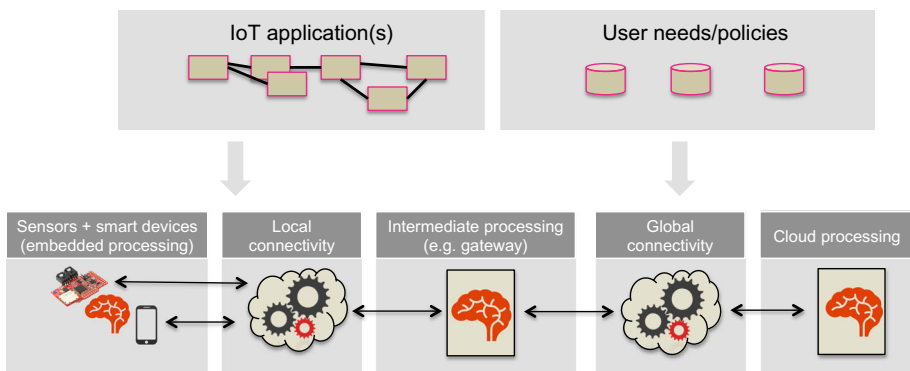 IoT application(s)
User needs/policies
Sensors + smart devices
(embedded processing)
Local
connectivity
Intermediate processing
(e.g. gateway)
Global
connectivity
Cloud processing